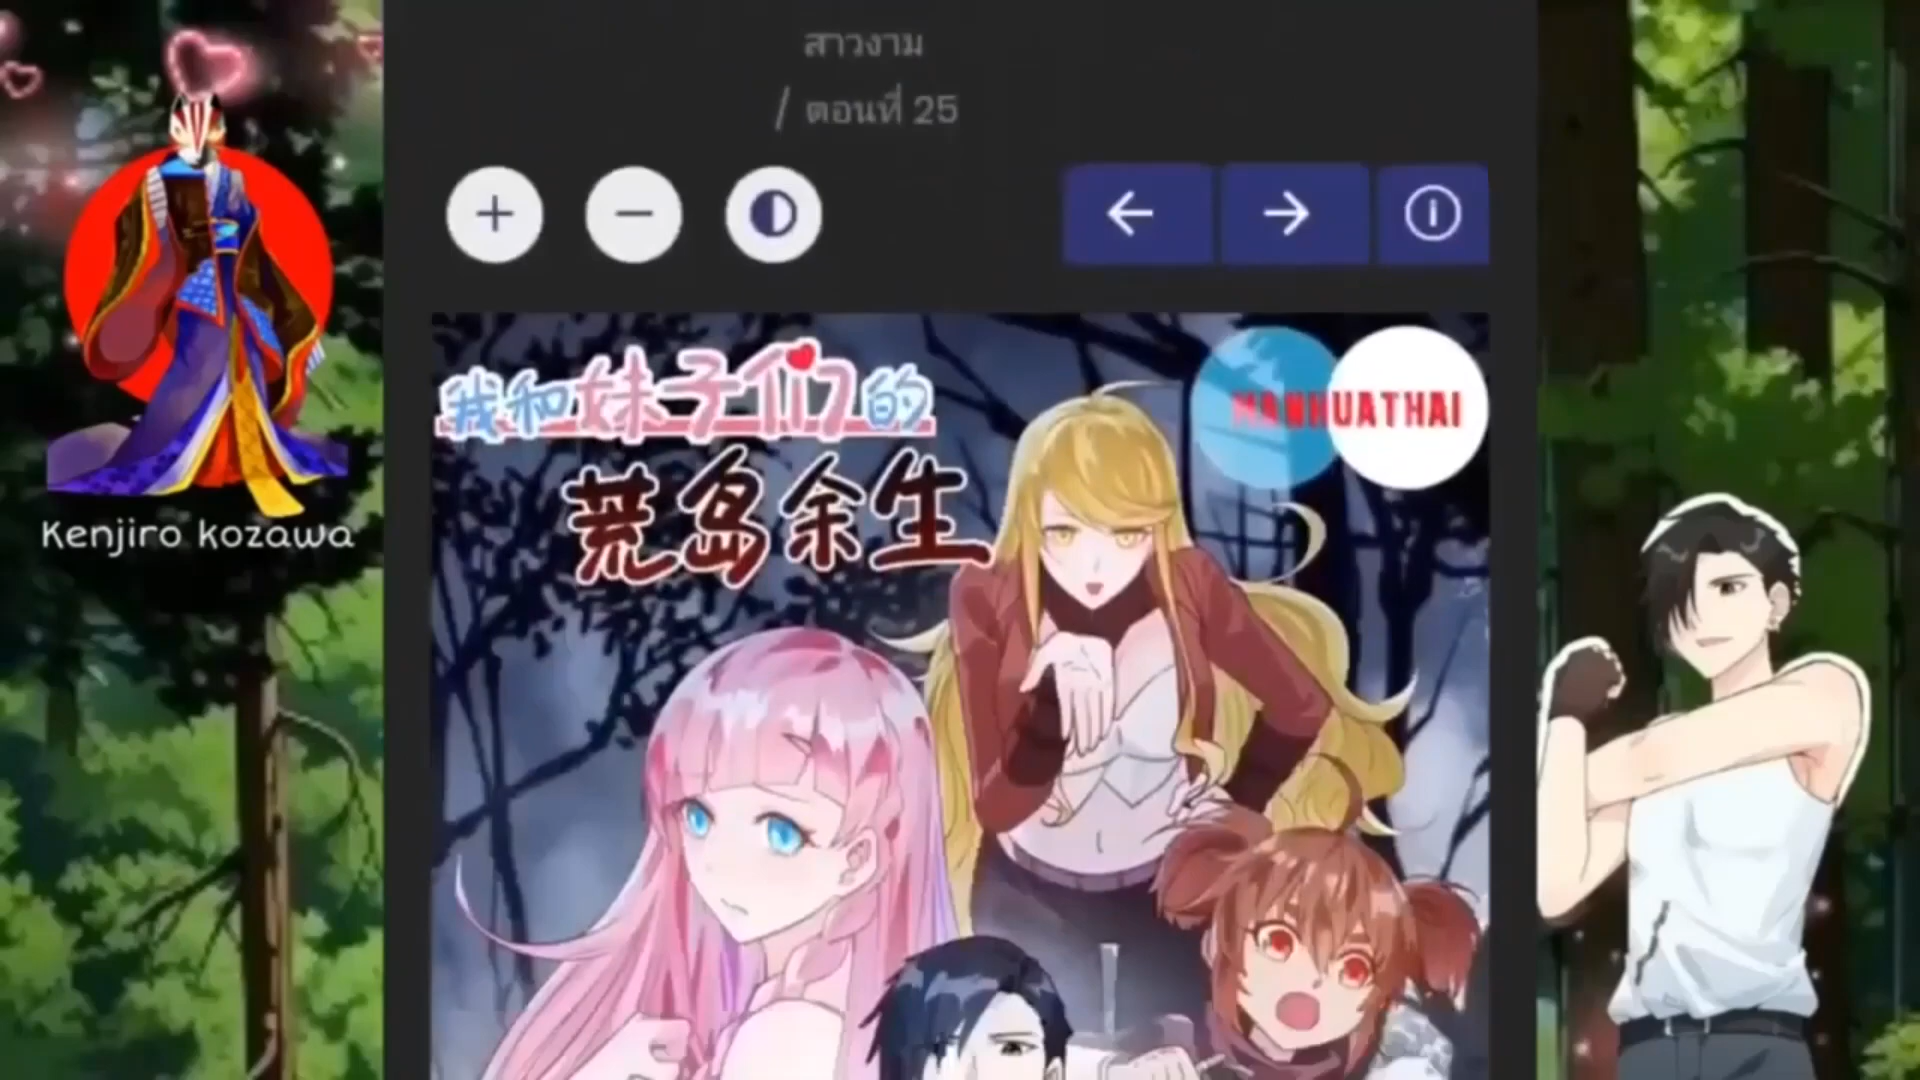 สาวงาม
/ ตอนที่ 25
我和妹子们的
荒岛余生
MANHUATHAI
Kenjiro kozawa